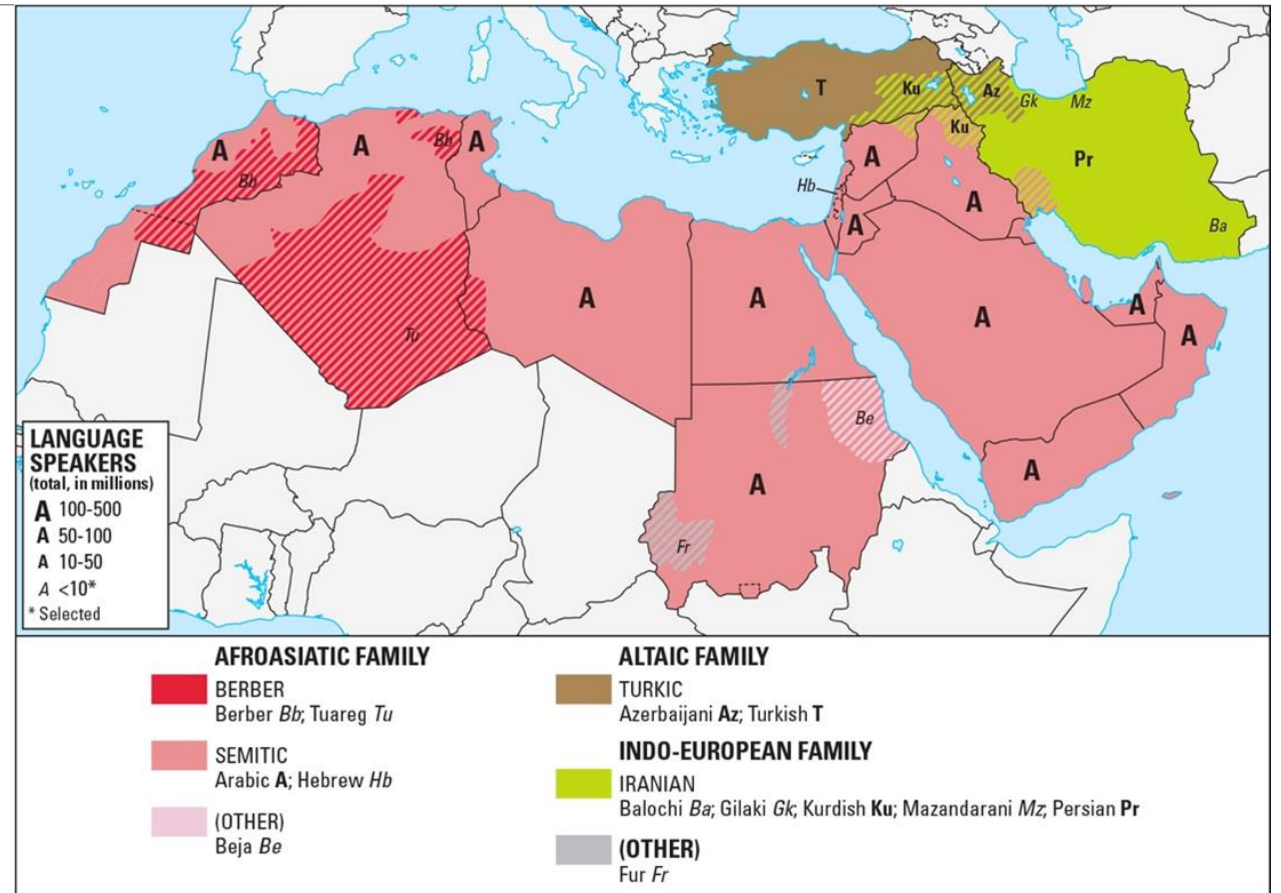 T
Ku
Az
Gk
Mz
Ku
Pr
Ba
A
Bb
A
Bb
A
Tu
Hb
A
A
A
A
A
A
A
A
A
A
Be
Fr
LANGUAGE
SPEAKERS
(total, in millions)
A 100-500
A 50-100
A 10-50
A <10*
* Selected
AFROASIATIC FAMILY
BERBER
Berber Bb; Tuareg Tu
SEMITIC
Arabic A; Hebrew Hb
(OTHER)
Beja Be
ALTAIC FAMILY
TURKIC
Azerbaijani Az; Turkish T
INDO-EUROPEAN FAMILY
IRANIAN
Balochi Ba; Gilaki Gk; Kurdish Ku; Mazandarani Mz; Persian Pr
(OTHER)
Fur Fr